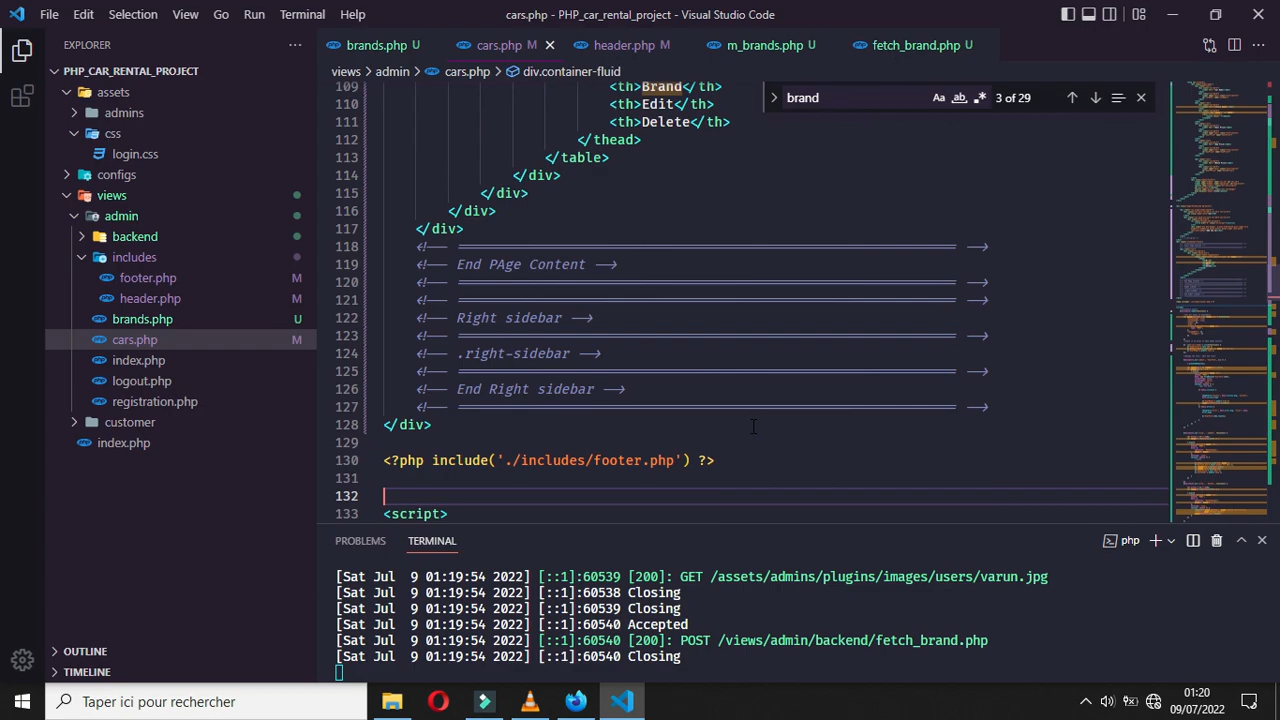 File Edit Selection View Go Run Terminal Help
cars.php - PHP_car_rental_project - Visual Studio Code
EXPLORER
brands.php U
cars.php M
header.php M
m_brands.php U
fetch_brand.php U
PHP_CAR_RENTAL_PROJECT
views > admin > cars.php > div.container-fluid
assets
admins
css
login.css
configs
views
admin
backend
includes
footer.php M
header.php M
brands.php U
cars.php M
index.php
logout.php
registration.php
customer
index.php
OUTLINE
TIMELINE
brand Aa ab 3 of 29
109 <th>Brand</th>
110 <th>Edit</th>
111 <th>Delete</th>
112 </thead>
113 </table>
114 </div>
115 </div>
116 </div>
117 </div>
118 <!-- ============================================================== -->
119 <!-- End Page Content -->
120 <!-- ============================================================== -->
121 <!-- ============================================================== -->
122 <!-- Right sidebar -->
123 <!-- ============================================================== -->
124 <!-- .right-sidebar -->
125 <!-- ============================================================== -->
126 <!-- End Right sidebar -->
127 <!-- ============================================================== -->
128 </div>
129
130 <?php include('./includes/footer.php') ?>
131
132
133 <script>
PROBLEMS TERMINAL php
[Sat Jul 9 01:19:54 2022] [::1]:60539 [200]: GET /assets/admins/plugins/images/users/varun.jpg
[Sat Jul 9 01:19:54 2022] [::1]:60538 Closing
[Sat Jul 9 01:19:54 2022] [::1]:60539 Closing
[Sat Jul 9 01:19:54 2022] [::1]:60540 Accepted
[Sat Jul 9 01:19:54 2022] [::1]:60540 [200]: POST /views/admin/backend/fetch_brand.php
[Sat Jul 9 01:19:54 2022] [::1]:60540 Closing
Taper ici pour rechercher
01:20
09/07/2022